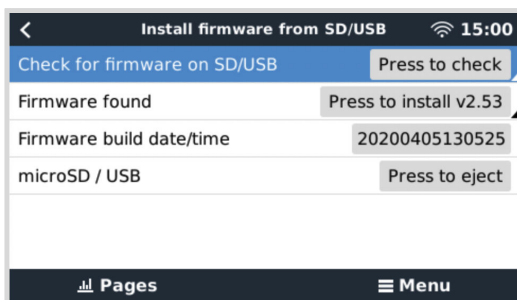 Install firmware from SD/USB 15:00
Check for firmware on SD/USB Press to check
Firmware found Press to install v2.53
Firmware build date/time 20200405130525
microSD / USB Press to eject
Pages Menu